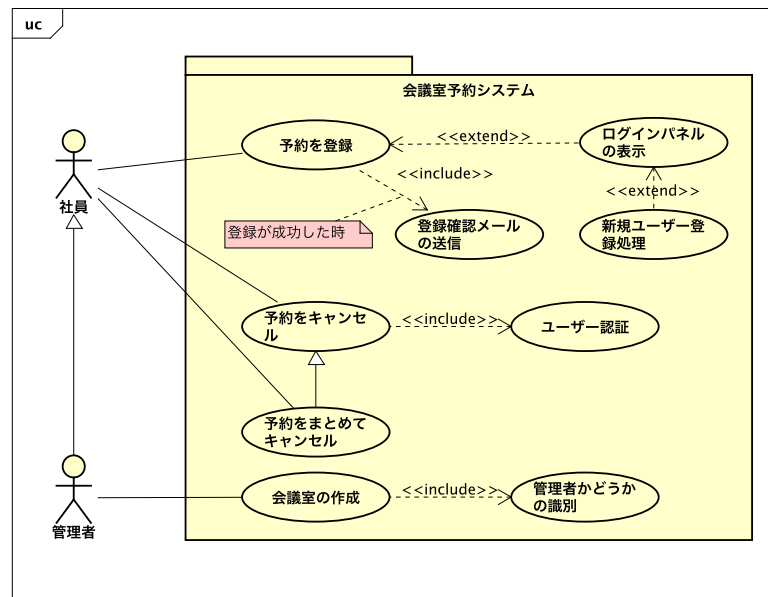 uc
会議室予約システム
予約を登録
<<extend>>
ログインパネル
の表示
<<include>>
<<extend>>
社員
登録が成功した時
登録確認メール
の送信
新規ユーザー登
録処理
予約をキャンセ
ル
<<include>>
ユーザー認証
予約をまとめて
キャンセル
会議室の作成
<<include>>
管理者かどうか
の識別
管理者